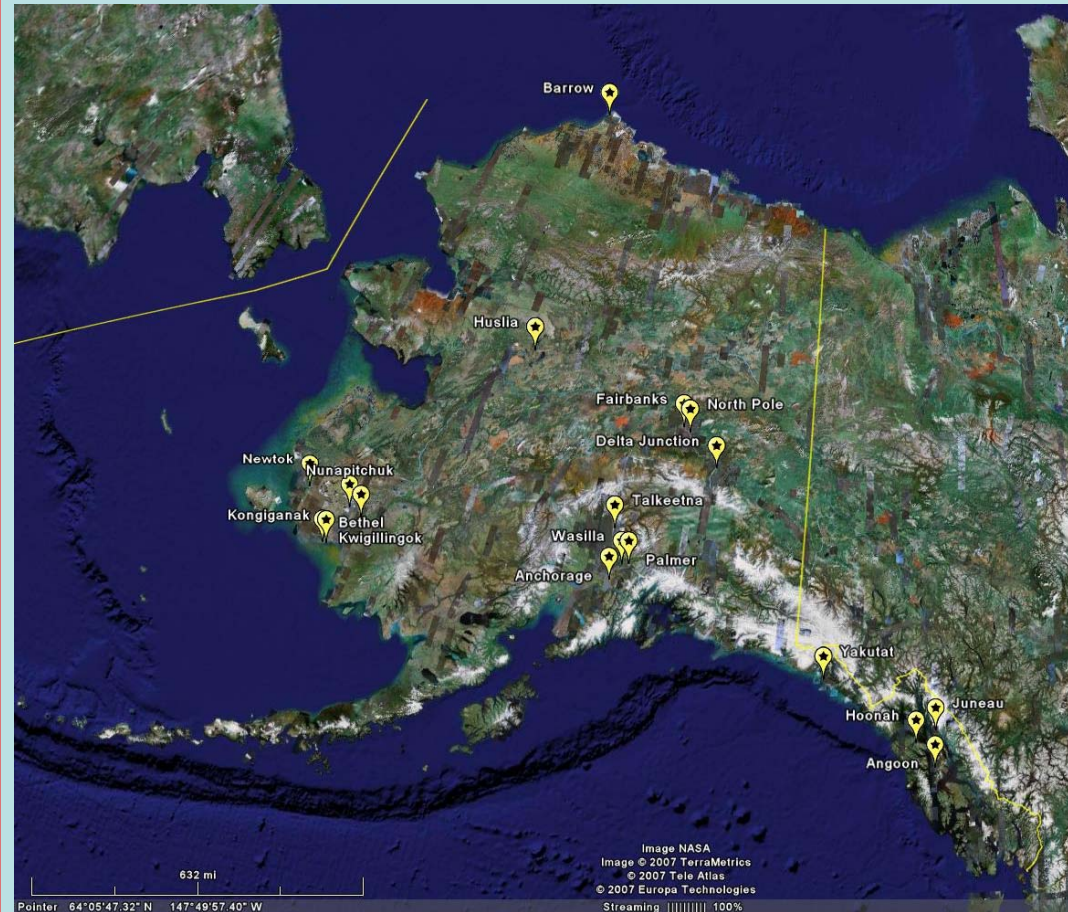 Barrow
Huslia
Fairbanks
North Pole
Delta Junction
Newtok
Nunapitchuk
Talkeetna
Kongiganak
Bethel
Kwigillingok
Wasilla
Palmer
Anchorage
Yakutat
Juneau
Hoonah
Angoon
Image NASA
Image © 2007 TerraMetrics
© 2007 Tele Atlas
© 2007 Europa Technologies
632 mi
Pointer 64°05'47.32" N 147°49'57.40" W
Streaming ||||||||| 100%